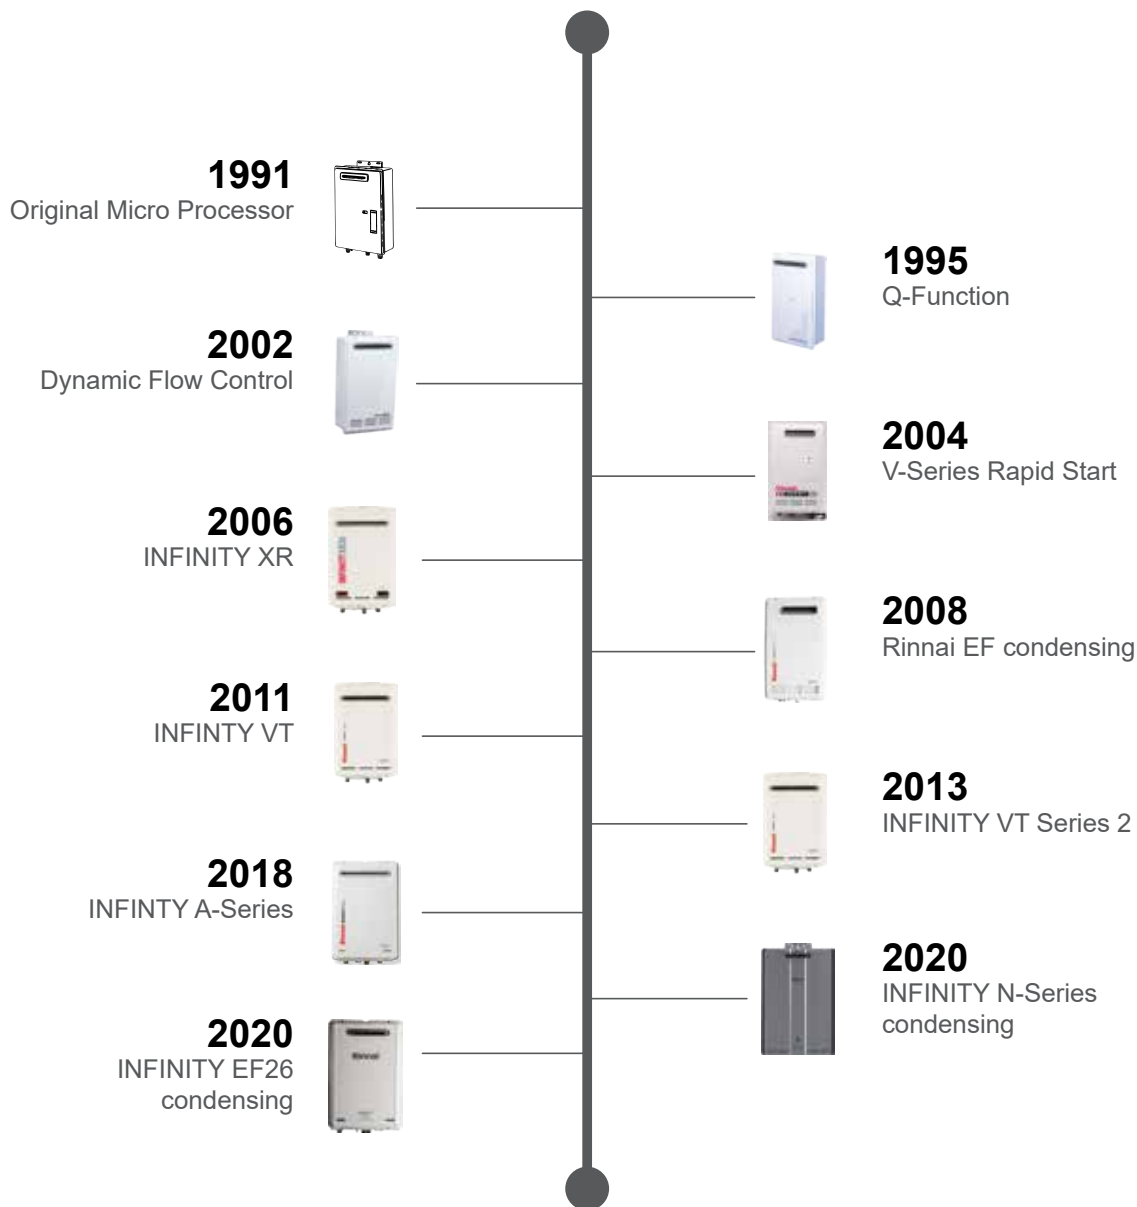 1991
Original Micro Processor
1995
Q-Function
2002
Dynamic Flow Control
2004
V-Series Rapid Start
2006
INFINITY XR
2008
Rinnai EF condensing
2011
INFINTY VT
2013
INFINITY VT Series 2
2018
INFINTY A-Series
2020
INFINITY N-Series
condensing
2020
INFINITY EF26
condensing
Rinnai